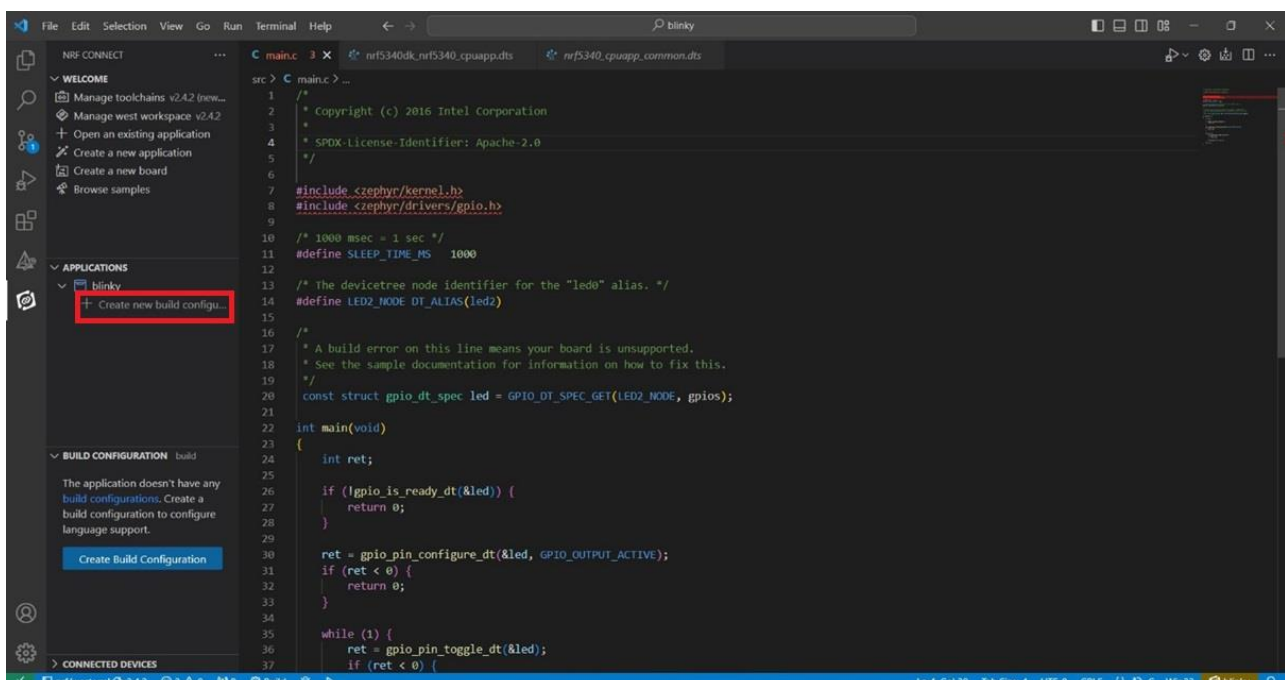 File Edit Selection View Go Run Terminal Help
blinky
NRF CONNECT
WELCOME
Manage toolchains v2.4.2 (new...
Manage west workspace v2.4.2
Open an existing application
Create a new application
Create a new board
Browse samples
APPLICATIONS
blinky
Create new build configu...
BUILD CONFIGURATION build
The application doesn't have any
build configurations. Create a
build configuration to configure
language support.
Create Build Configuration
CONNECTED DEVICES
C main.c 3 nrf5340dk_nrf5340_cpuapp.dts nrf5340_cpuapp_common.dts
src > C main.c > ...
1 /*
2 * Copyright (c) 2016 Intel Corporation
3 *
4 * SPDX-License-Identifier: Apache-2.0
5 */
6
7 #include <zephyr/kernel.h>
8 #include <zephyr/drivers/gpio.h>
9
10 /* 1000 msec = 1 sec */
11 #define SLEEP_TIME_MS 1000
12
13 /* The devicetree node identifier for the "led0" alias. */
14 #define LED2_NODE DT_ALIAS(led2)
15
16 /*
17 * A build error on this line means your board is unsupported.
18 * See the sample documentation for information on how to fix this.
19 */
20 const struct gpio_dt_spec led = GPIO_DT_SPEC_GET(LED2_NODE, gpios);
21
22 int main(void)
23 {
24 int ret;
25
26 if (!gpio_is_ready_dt(&led)) {
27 return 0;
28 }
29
30 ret = gpio_pin_configure_dt(&led, GPIO_OUTPUT_ACTIVE);
31 if (ret < 0) {
32 return 0;
33 }
34
35 while (1) {
36 ret = gpio_pin_toggle_dt(&led);
37 if (ret < 0) {